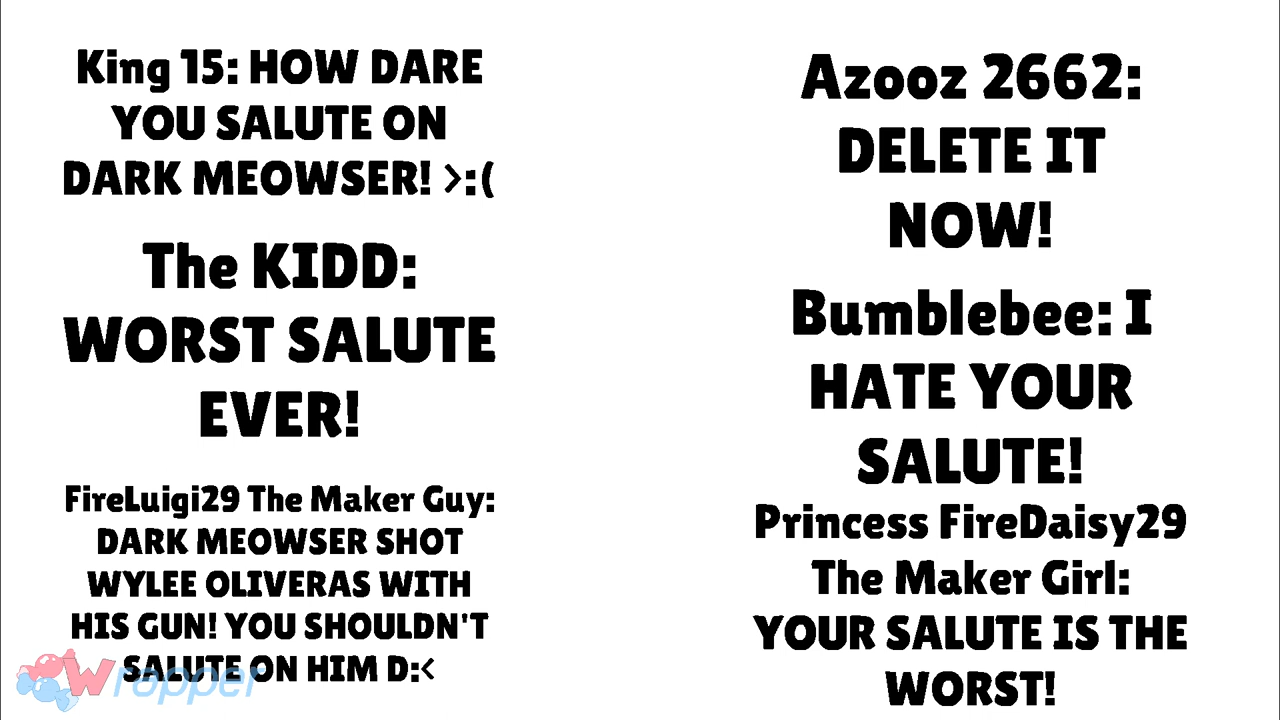 King 15: HOW DARE
YOU SALUTE ON
DARK MEOWSER! >:(
The KIDD:
WORST SALUTE
EVER!
FireLuigi29 The Maker Guy:
DARK MEOWSER SHOT
WYLEE OLIVERAS WITH
HIS GUN! YOU SHOULDN'T
SALUTE ON HIM D:<
Wrapper
Azooz 2662:
DELETE IT
NOW!
Bumblebee: I
HATE YOUR
SALUTE!
Princess FireDaisy29
The Maker Girl:
YOUR SALUTE IS THE
WORST!